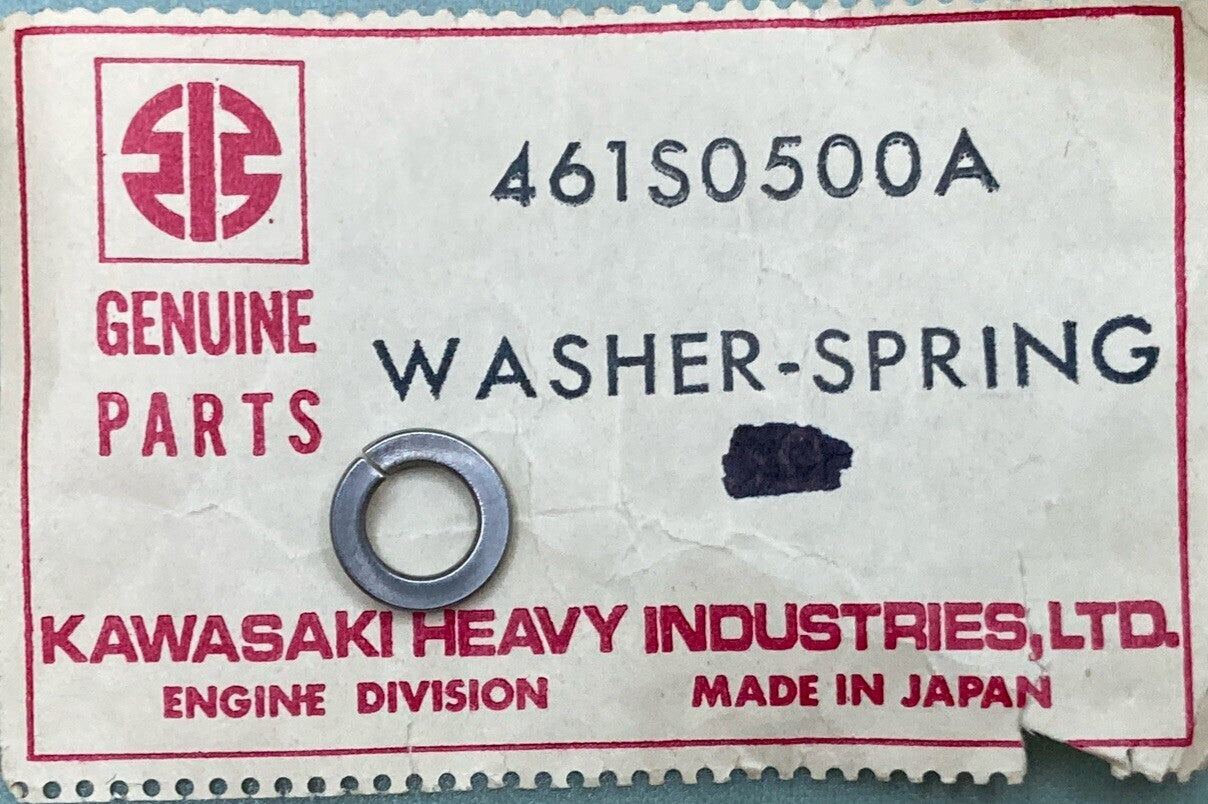 461S0500A
GENUINE
PARTS
WASHER-SPRING
KAWASAKI HEAVY INDUSTRIES, LTD.
ENGINE DIVISION MADE IN JAPAN